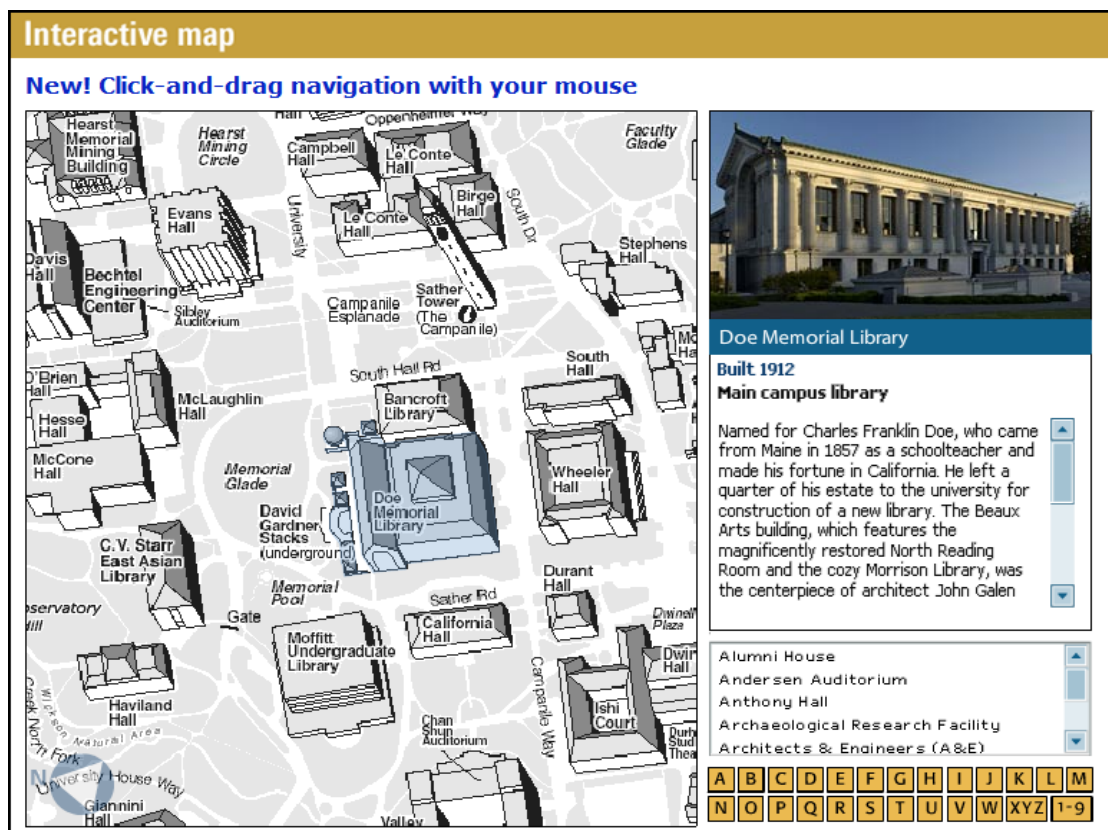 Interactive map
New! Click-and-drag navigation with your mouse
Hall
Oppenheimer Way
Hearst
Memorial
Mining
Building
Hearst
Mining
Circle
Campbell
Hall
Le Conte
Hall
Faculty
Glade
Evans
Hall
University
Le Conte
Hall
Birge
Hall
South Dr
Stephens
Hall
Davis
Hall
Bechtel
Engineering
Center
Sibley
Auditorium
Campanile
Esplanade
Sather
Tower
(The
Campanile)
South Hall Rd
South
Hall
O'Brien
Hall
Hesse
Hall
McCone
Hall
McLaughlin
Hall
Bancroft
Library
Memorial
Glade
Doe
Memorial
Library
Wheeler
Hall
David
Gardner
Stacks
(underground)
C.V. Starr
East Asian
Library
Memorial
Pool
Durant
Hall
Sather Rd
California
Hall
Gate
Moffitt
Undergraduate
Library
Campanile Way
Haviland
Hall
Wickson Natural Area
Chan
Shun
Auditorium
Ishi
Court
Hall
University House Way
N
Giannini
Hall
Valley
Doe Memorial Library
Built 1912
Main campus library
Named for Charles Franklin Doe, who came
from Maine in 1857 as a schoolteacher and
made his fortune in California. He left a
quarter of his estate to the university for
construction of a new library. The Beaux
Arts building, which features the
magnificently restored North Reading
Room and the cozy Morrison Library, was
the centerpiece of architect John Galen
Alumni House
Andersen Auditorium
Anthony Hall
Archaeological Research Facility
Architects & Engineers (A&E)
A B C D E F G H I J K L M
N O P Q R S T U V W XYZ 1-9